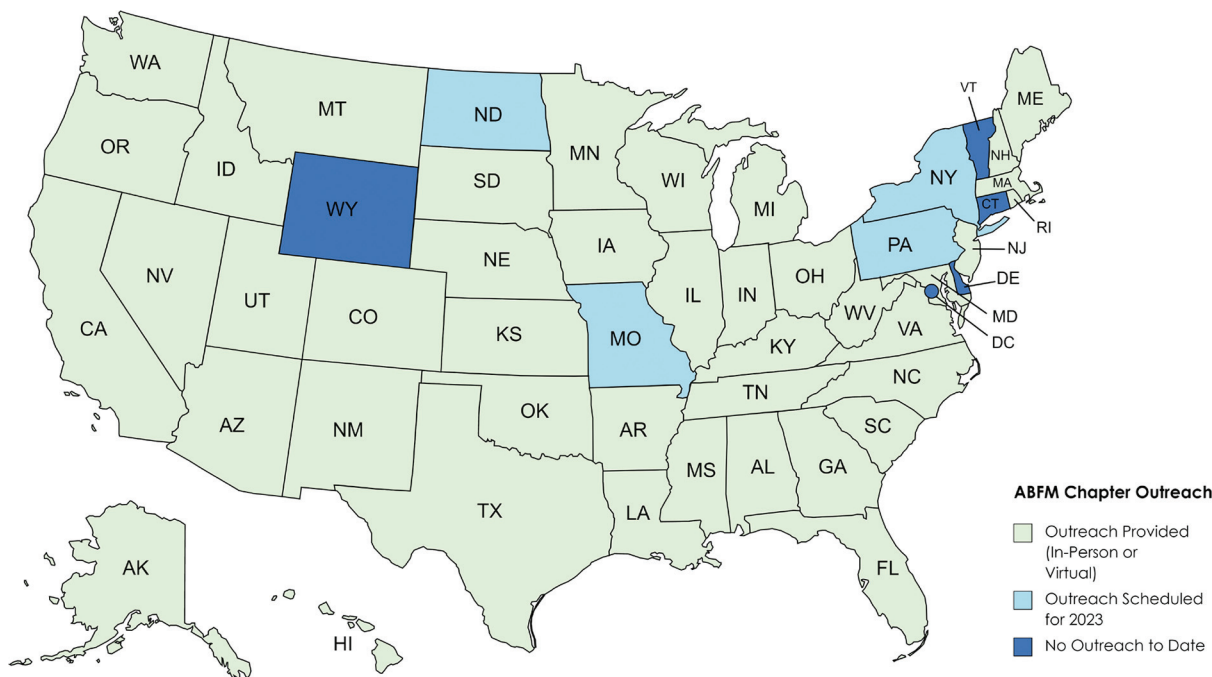 WA
MT
ND
MN
VT
ME
OR
ID
SD
WI
MI
NY
NH
MA
WY
CT
RI
IA
PA
NJ
NE
NV
UT
CO
IL
IN
OH
DE
CA
KS
MO
WV
VA
MD
KY
DC
NC
TN
AZ
NM
OK
AR
SC
MS
AL
GA
TX
LA
AK
HI
FL
ABFM Chapter Outreach
Outreach Provided
(In-Person or
Virtual)
Outreach Scheduled
for 2023
No Outreach to Date